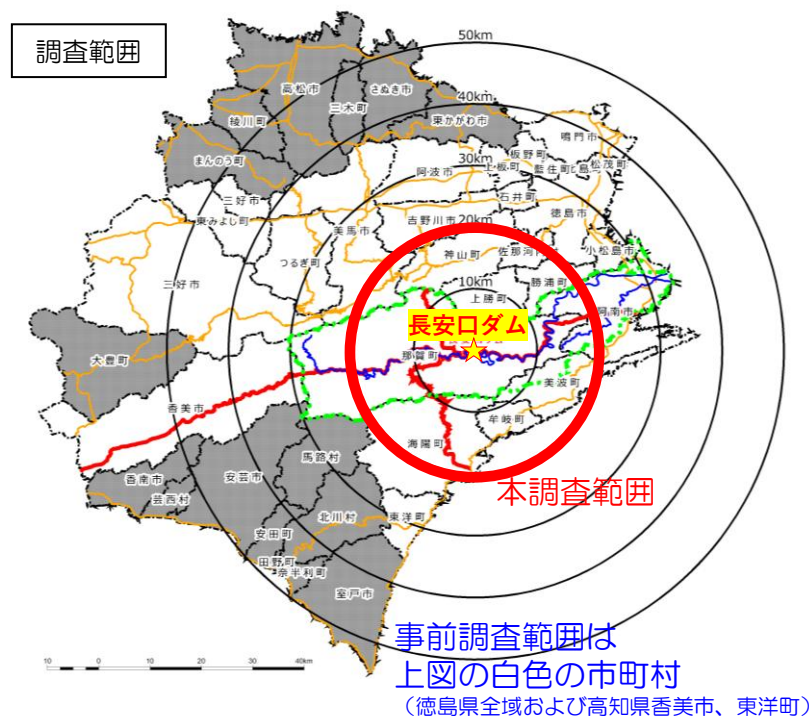 調査範囲
50km
高松市
さぬき市
三木町
綾川町
40km
東かがわ市
鳴門市
まんのう町
板野町
松茂町
30km
上板町
藍住町
阿波市
三好市
石井町
東みよし町
徳島市
美馬市
吉野川市
20km
佐那河内村
小松島市
神山町
つるぎ町
三好市
10km
勝浦町
上勝町
阿南市
長安口ダム
大豊町
那賀町
美波町
香美市
牟岐町
海陽町
馬路村
香南市
安芸市
本調査範囲
芸西村
北川村
東洋町
安田町
田野町
奈半利町
室戸市
事前調査範囲は
上図の白色の市町村
（徳島県全域および高知県香美市、東洋町）
10 0 10 20 30 40km